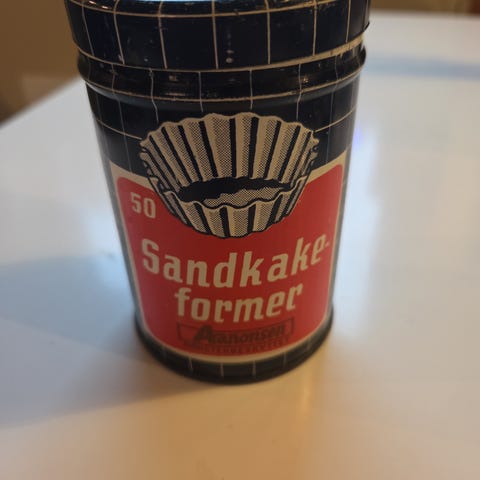 50
Sandkake-
former
Aanonsen